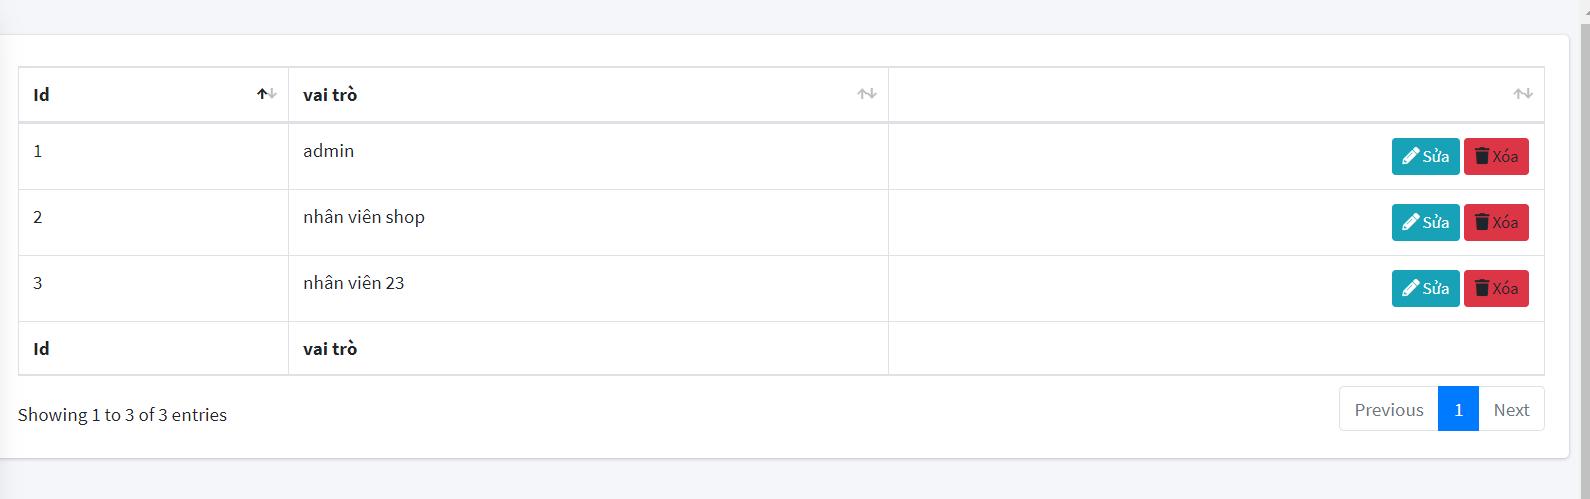 Id vai trò
1 admin Sửa Xóa
2 nhân viên shop Sửa Xóa
3 nhân viên 23 Sửa Xóa
Id vai trò
Showing 1 to 3 of 3 entries Previous 1 Next